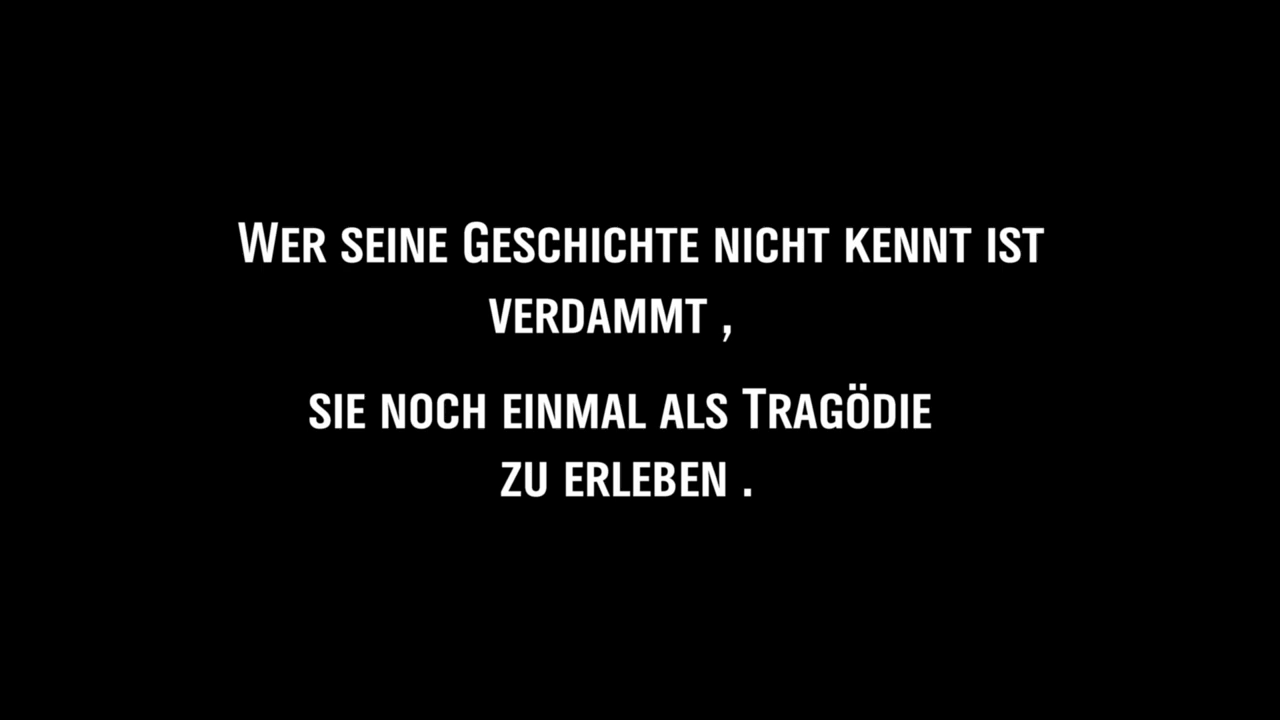 Wer seine Geschichte nicht kennt ist
verdammt ,
sie noch einmal als Tragödie
zu erleben .